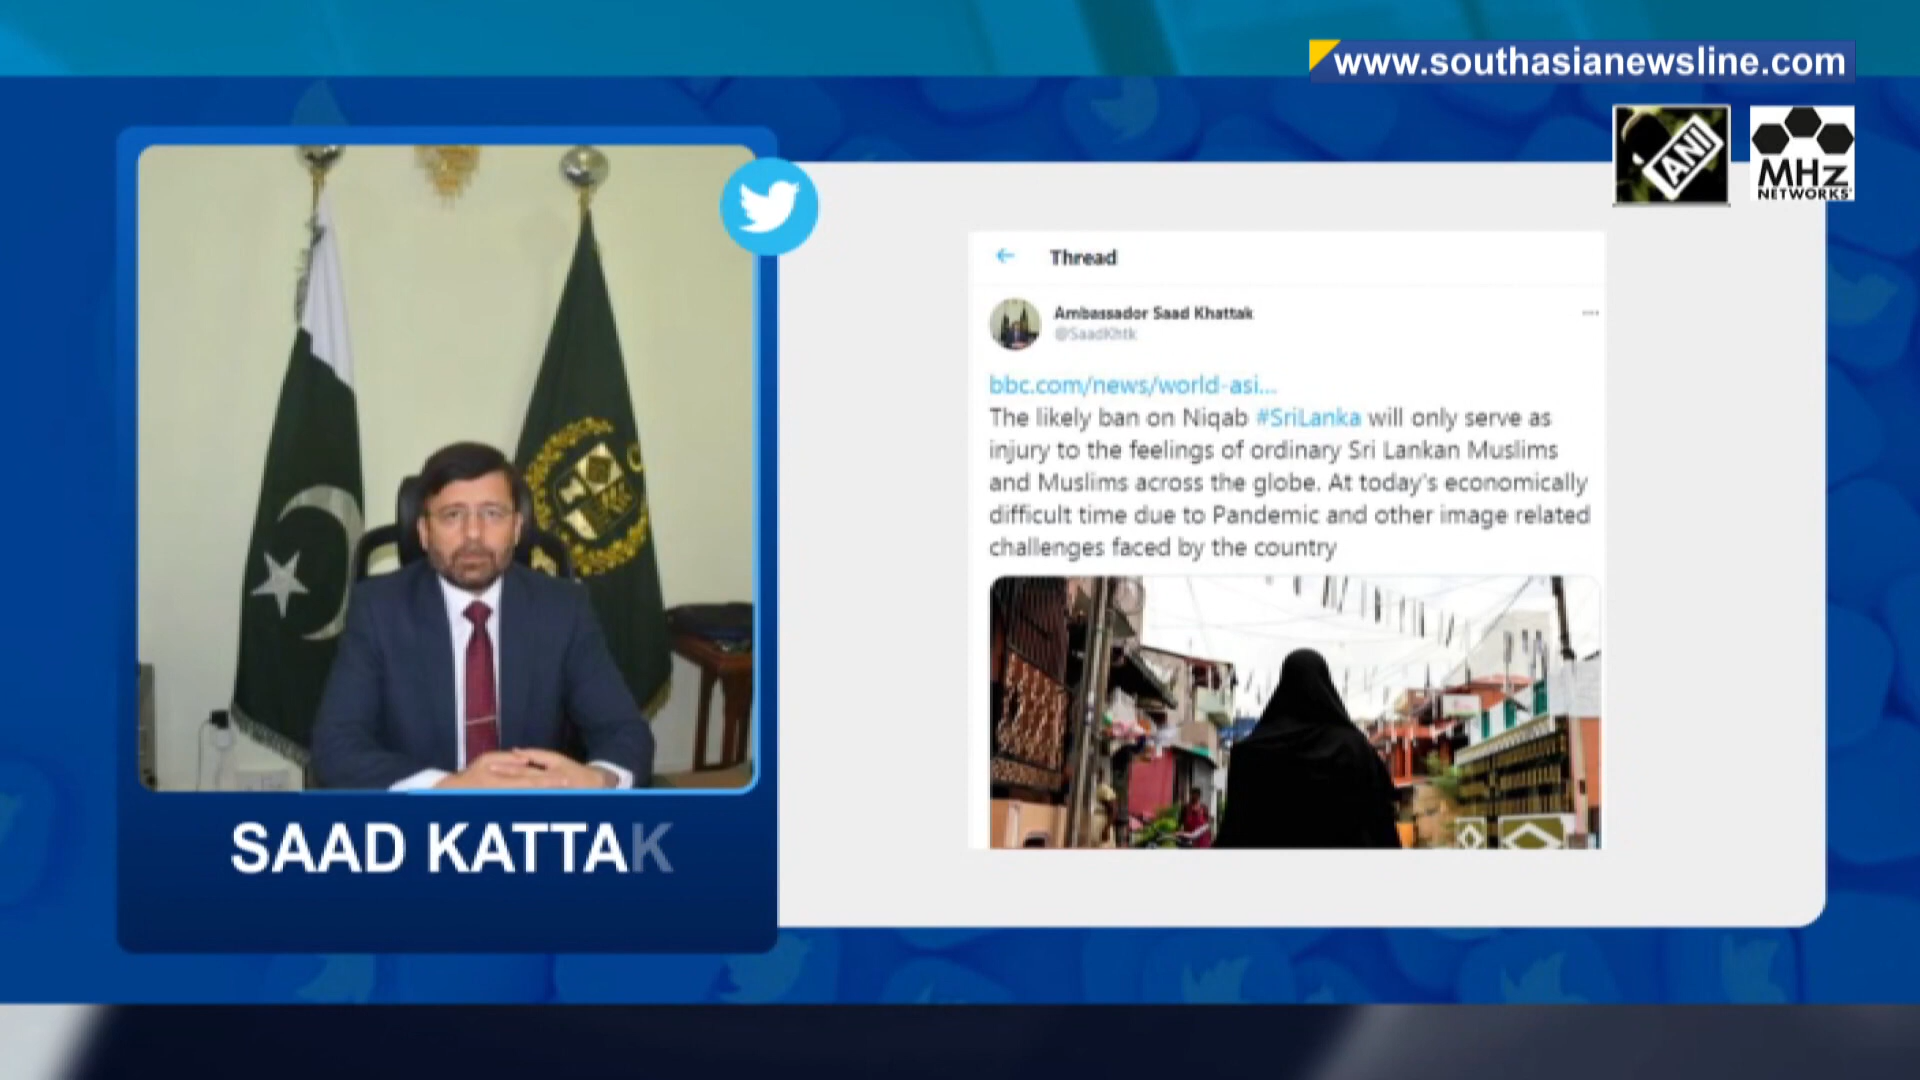 www.southasianewsline.com
ANI
MHz
NETWORKS
Thread
Ambassador Saad Khattak
@SaadKhtk
bbc.com/news/world-asi...
The likely ban on Niqab #SriLanka will only serve as
injury to the feelings of ordinary Sri Lankan Muslims
and Muslims across the globe. At today's economically
difficult time due to Pandemic and other image related
challenges faced by the country
SAAD KATTAK